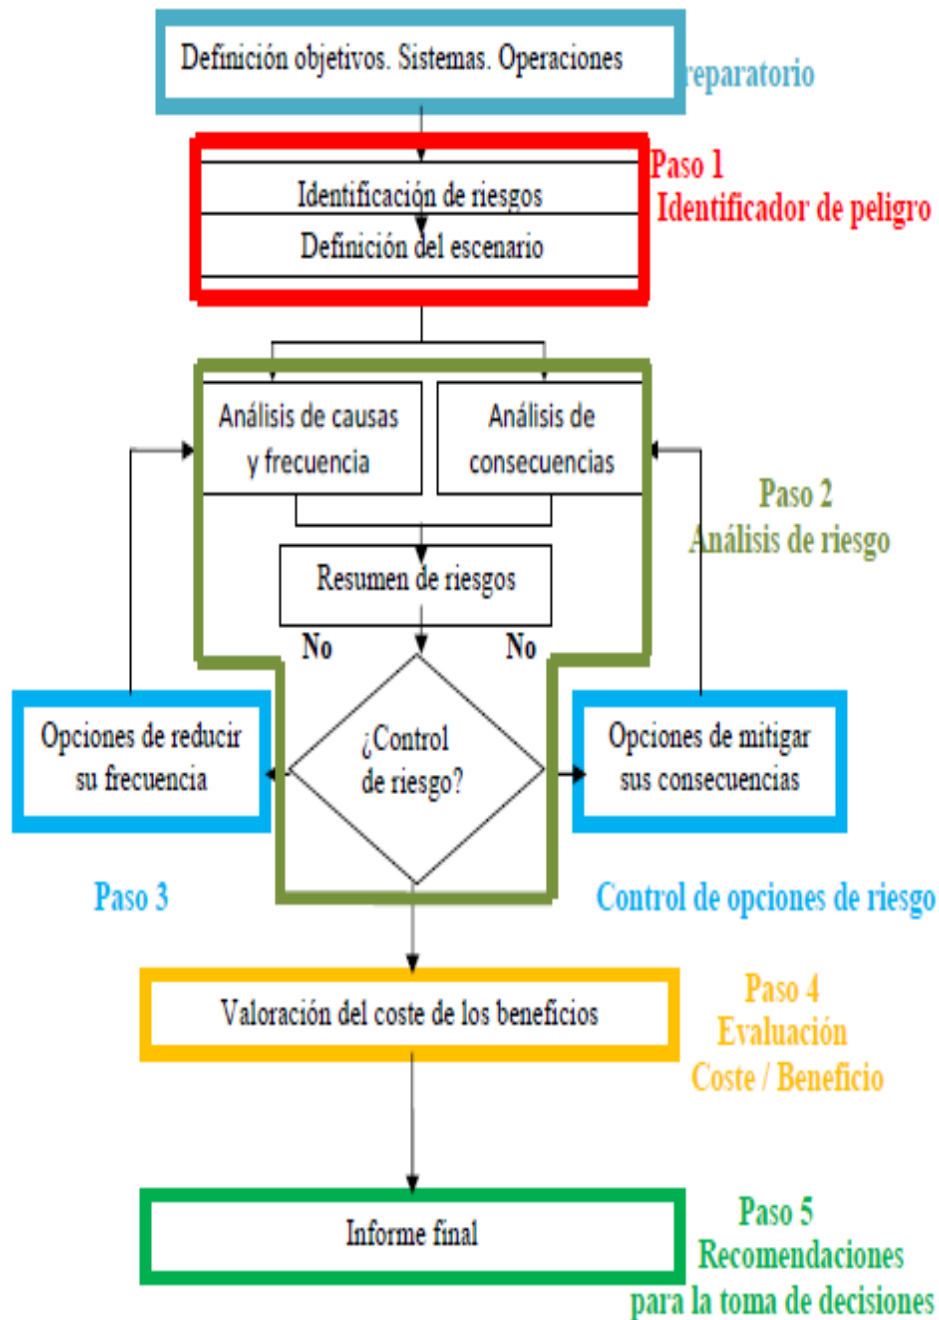 Definición objetivos. Sistemas. Operaciones
reparatorio
Paso 1
Identificador de peligro
Identificación de riesgos
Definición del escenario
Análisis de causas
y frecuencia
Análisis de
consecuencias
Paso 2
Análisis de riesgo
Resumen de riesgos
No
No
Opciones de reducir
su frecuencia
¿Control
de riesgo?
Opciones de mitigar
sus consecuencias
Paso 3
Control de opciones de riesgo
Valoración del coste de los beneficios
Paso 4
Evaluación
Coste / Beneficio
Informe final
Paso 5
Recomendaciones
para la toma de decisiones